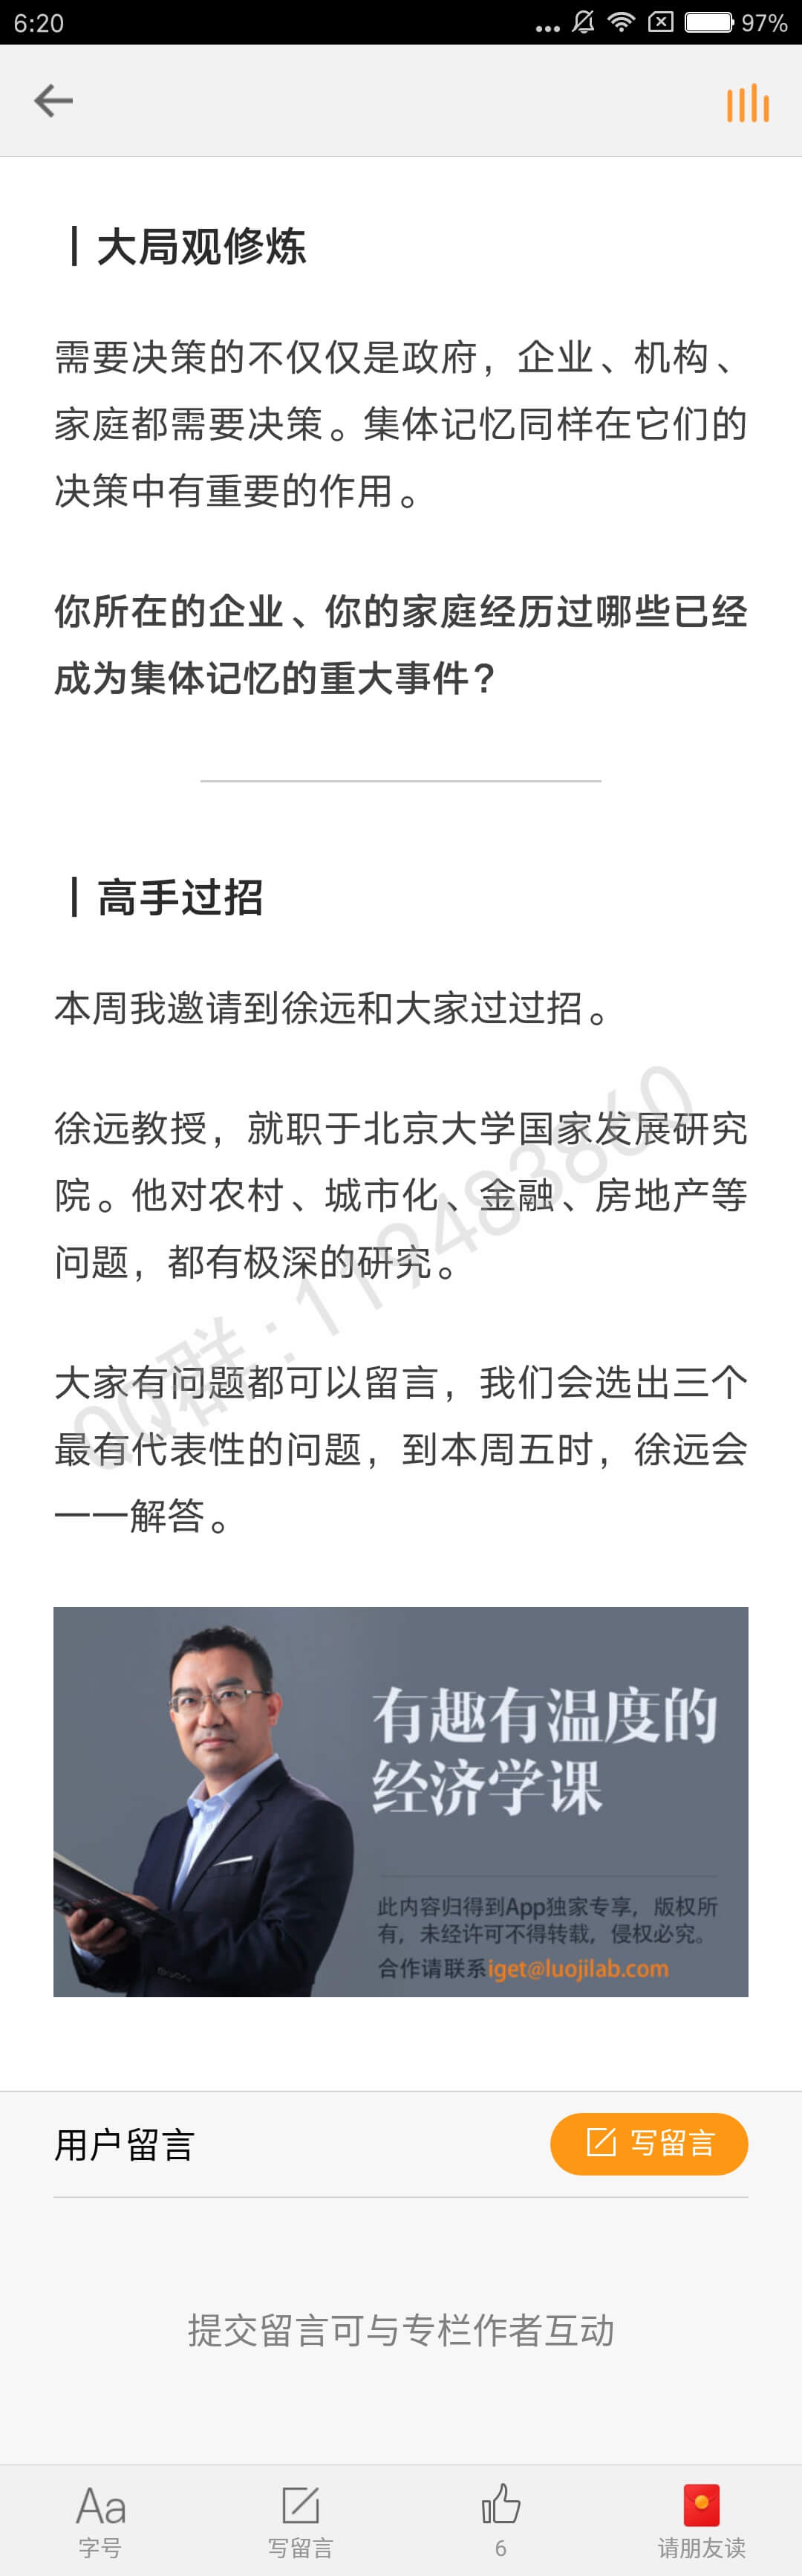 6:20
97%
大局观修炼
需要决策的不仅仅是政府，企业、机构、
家庭都需要决策。集体记忆同样在它们的
决策中有重要的作用。
你所在的企业、你的家庭经历过哪些已经
成为集体记忆的重大事件？
高手过招
本周我邀请到徐远和大家过过招。
徐远教授，就职于北京大学国家发展研究
院。他对农村、城市化、金融、房地产等
问题，都有极深的研究。
QQ群:119483860
大家有问题都可以留言，我们会选出三个
最有代表性的问题，到本周五时，徐远会
一一解答。
有趣有温度的
经济学课
此内容归得到App独家专享，版权所
有，未经许可不得转载，侵权必究。
合作请联系iget@luojilab.com
用户留言
写留言
提交留言可与专栏作者互动
Aa
字号
写留言
6
请朋友读